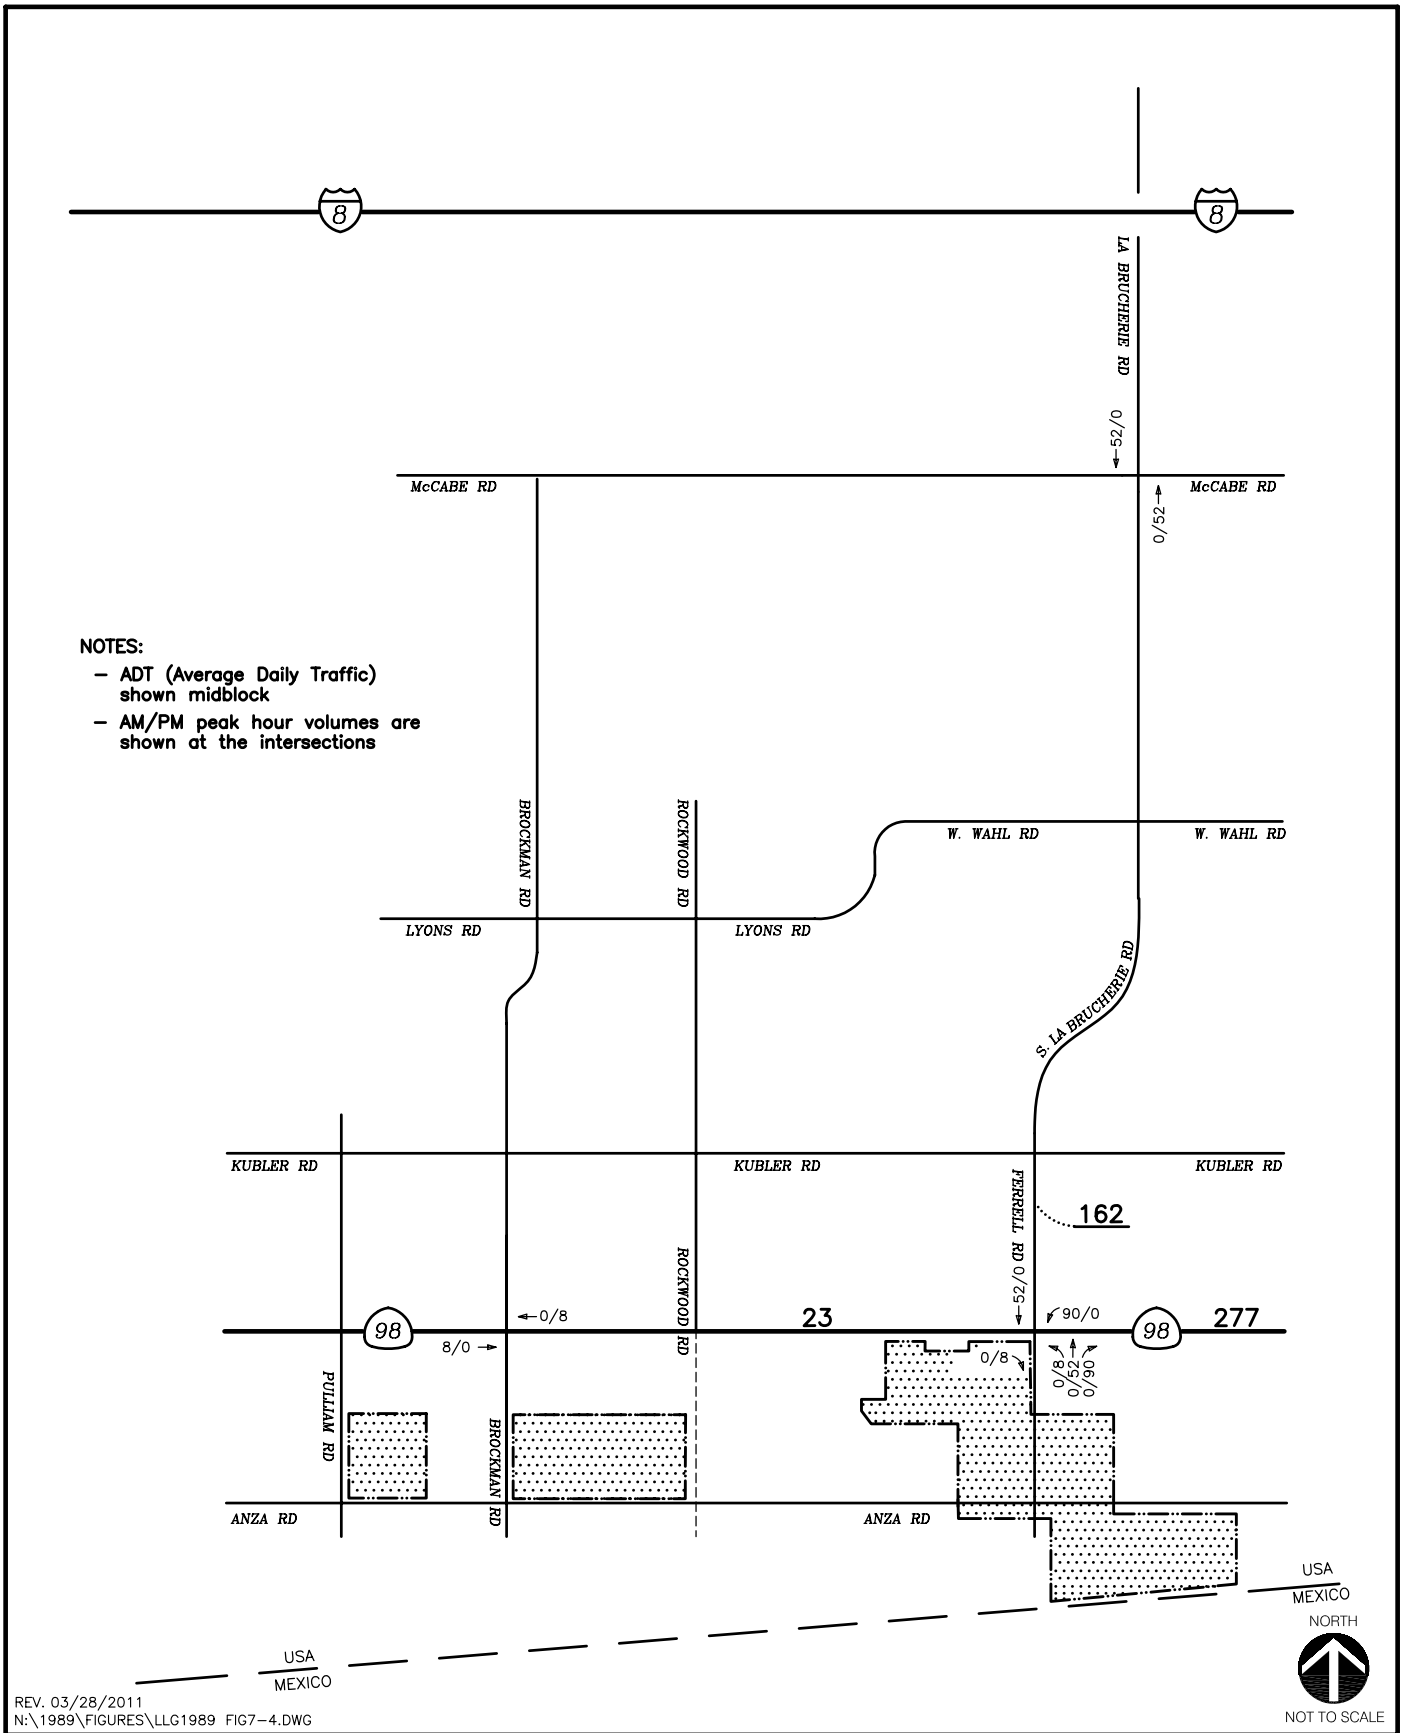 8
8
LA BRUCHERIE RD
52/0
McCABE RD
McCABE RD
0/52
NOTES:
– ADT (Average Daily Traffic)
shown midblock
– AM/PM peak hour volumes are
shown at the intersections
BROCKMAN RD
ROCKWOOD RD
W. WAHL RD
W. WAHL RD
LYONS RD
LYONS RD
S. LA BRUCHERIE RD
KUBLER RD
KUBLER RD
KUBLER RD
FERRELL RD
162
ROCKWOOD RD
52/0
0/8
23
90/0
277
98
98
8/0
0/8
0/8
0/52
0/90
PULLIAM RD
BROCKMAN RD
ANZA RD
ANZA RD
USA
MEXICO
NORTH
USA
MEXICO
REV. 03/28/2011
N:\1989\FIGURES\LLG1989 FIG7-4.DWG
NOT TO SCALE